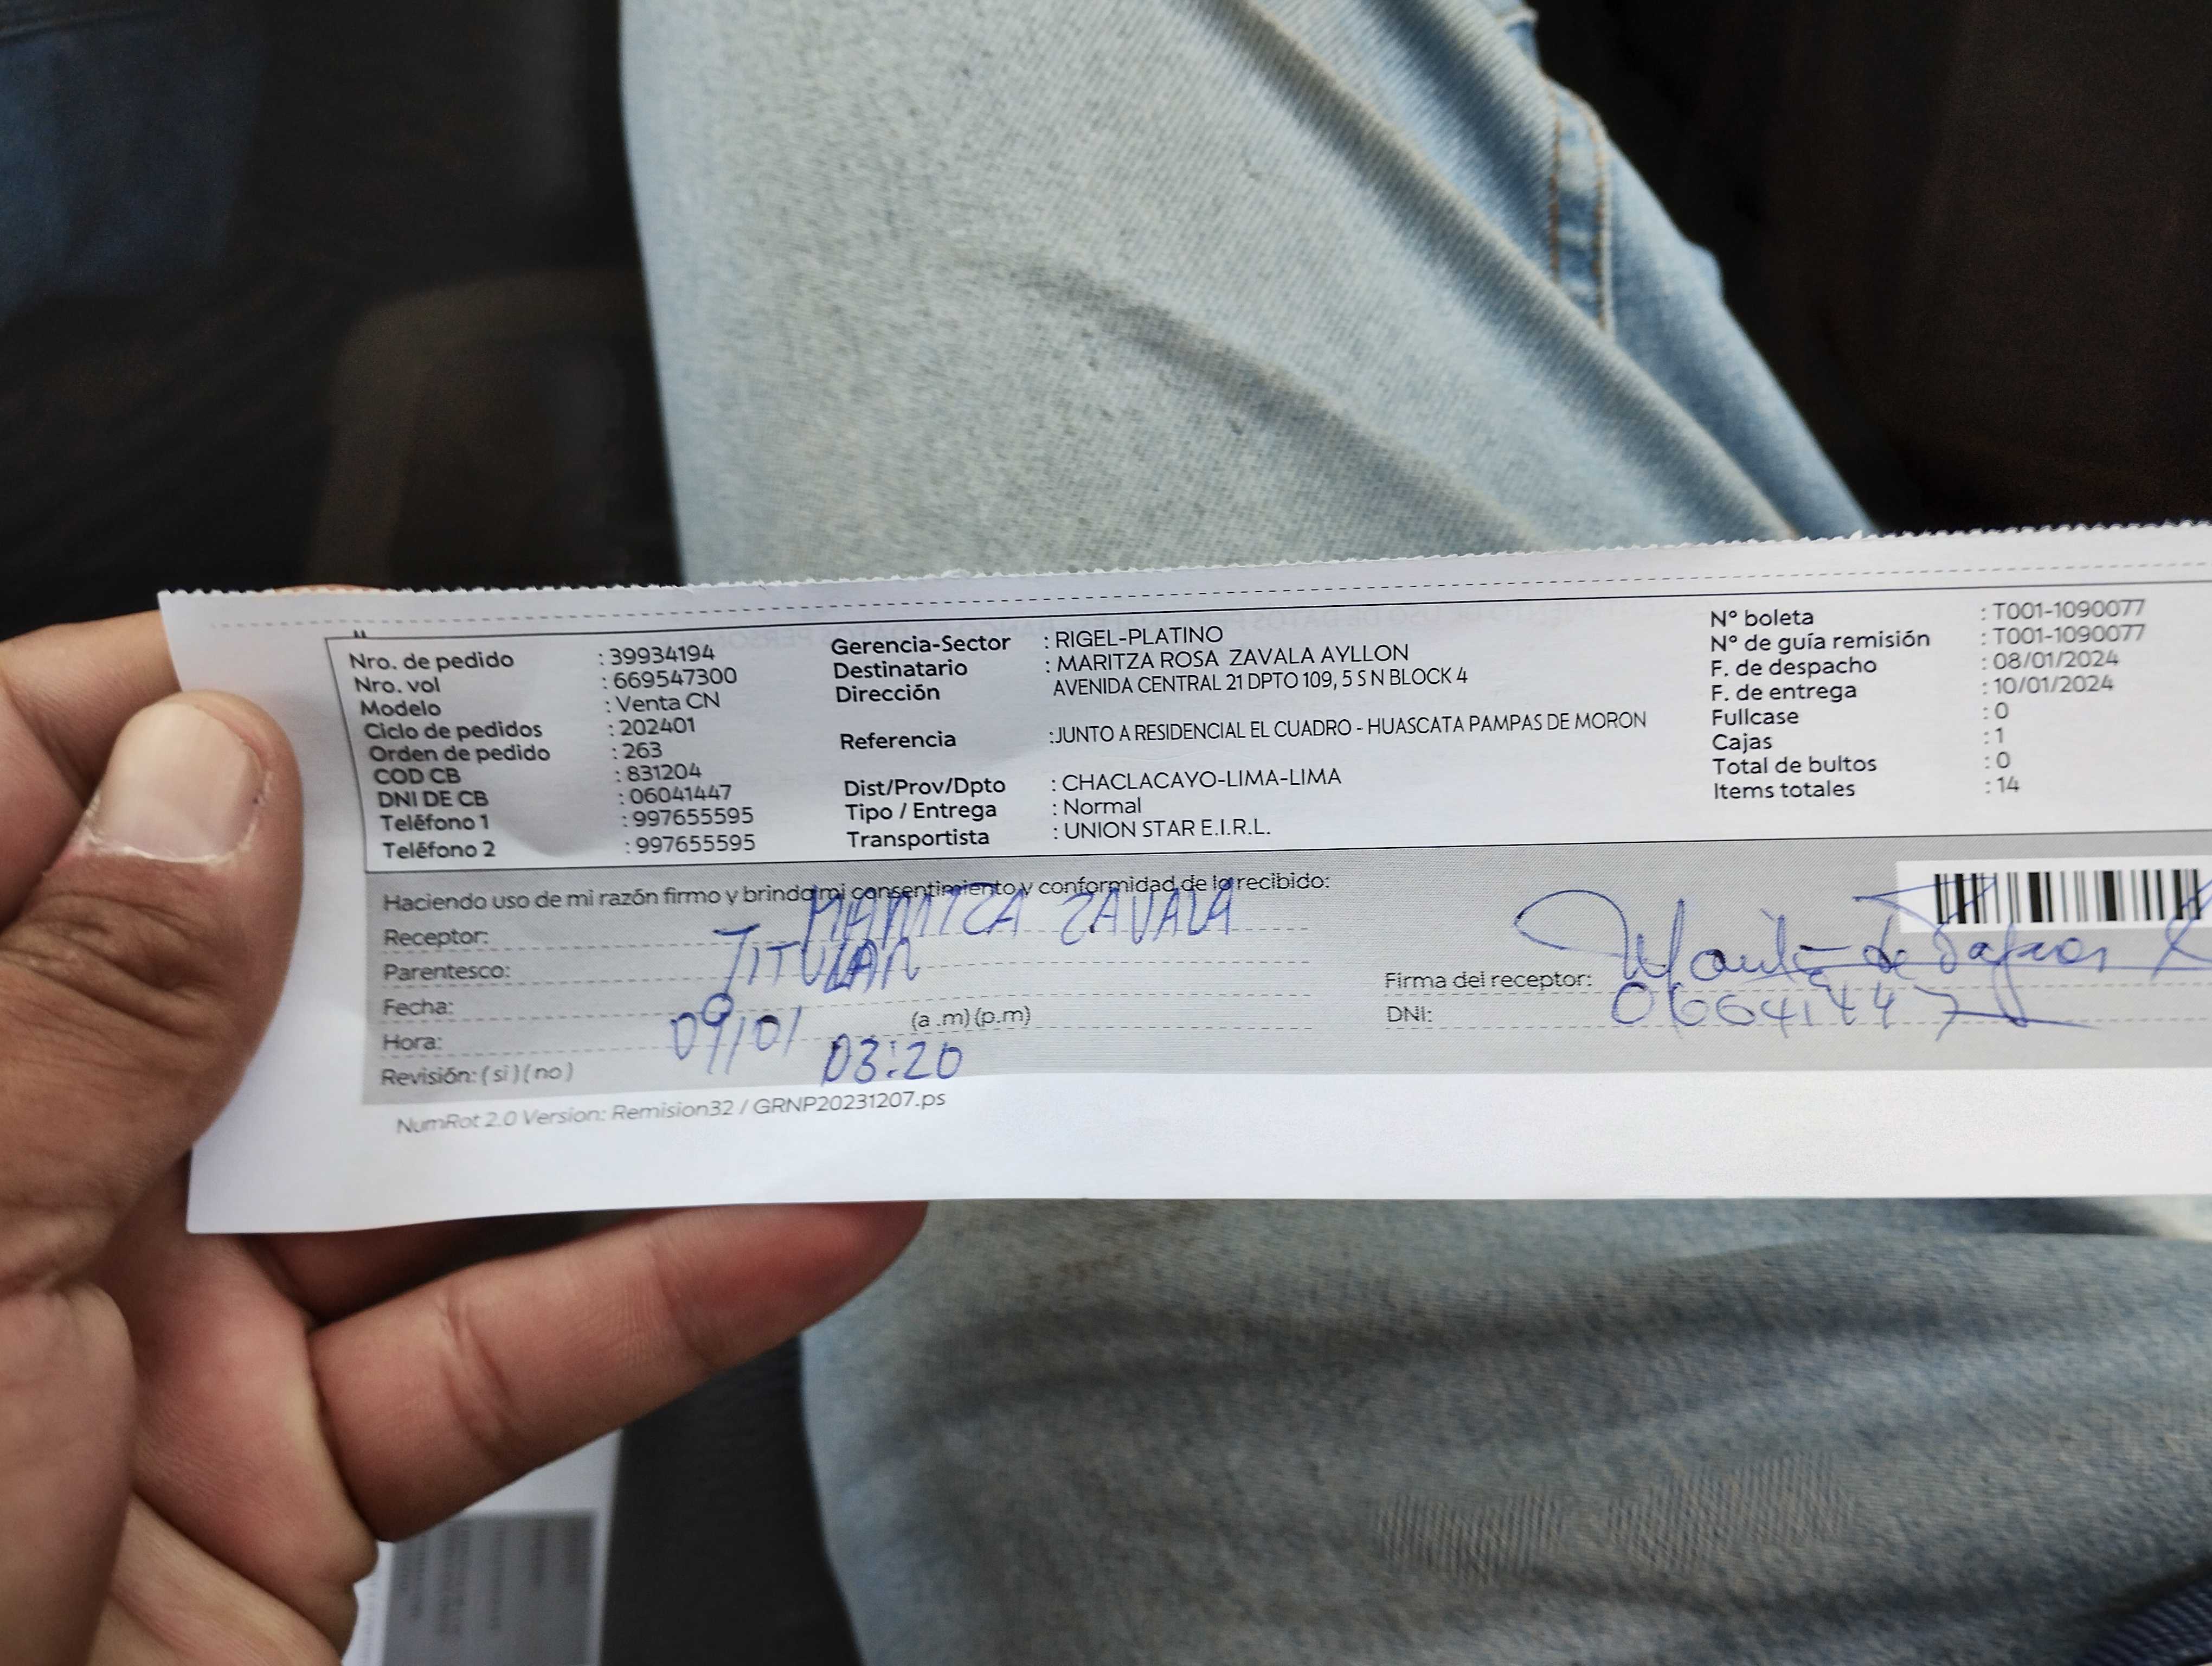 Nro. de pedido : 39934194
Nro. vol : 669547300
Modelo : Venta CN
Ciclo de pedidos : 202401
Orden de pedido : 263
COD CB : 831204
DNI DE CB : 06041447
Teléfono 1 : 997655595
Teléfono 2 : 997655595
Gerencia-Sector : RIGEL-PLATINO
Destinatario : MARITZA ROSA ZAVALA AYLLON
Dirección AVENIDA CENTRAL 21 DPTO 109, 5 S N BLOCK 4
Referencia :JUNTO A RESIDENCIAL EL CUADRO - HUASCATA PAMPAS DE MORON
Dist/Prov/Dpto : CHACLACAYO-LIMA-LIMA
Tipo / Entrega : Normal
Transportista : UNION STAR E.I.R.L.
N° boleta : T001-1090077
N° de guía remisión : T001-1090077
F. de despacho : 08/01/2024
F. de entrega : 10/01/2024
Fullcase : 0
Cajas : 1
Total de bultos : 0
Items totales : 14
Haciendo uso de mi razón firmo y brindo mi consentimiento y conformidad de lo recibido:
Receptor: MARITZA ZAVALA
Parentesco: TITULAR
Fecha: 09/01
Hora: 03:20 (a .m) (p.m)
Revisión: ( si ) ( no )
Firma del receptor:
DNI:
NumRot 2.0 Version: Remision32 / GRNP20231207.ps